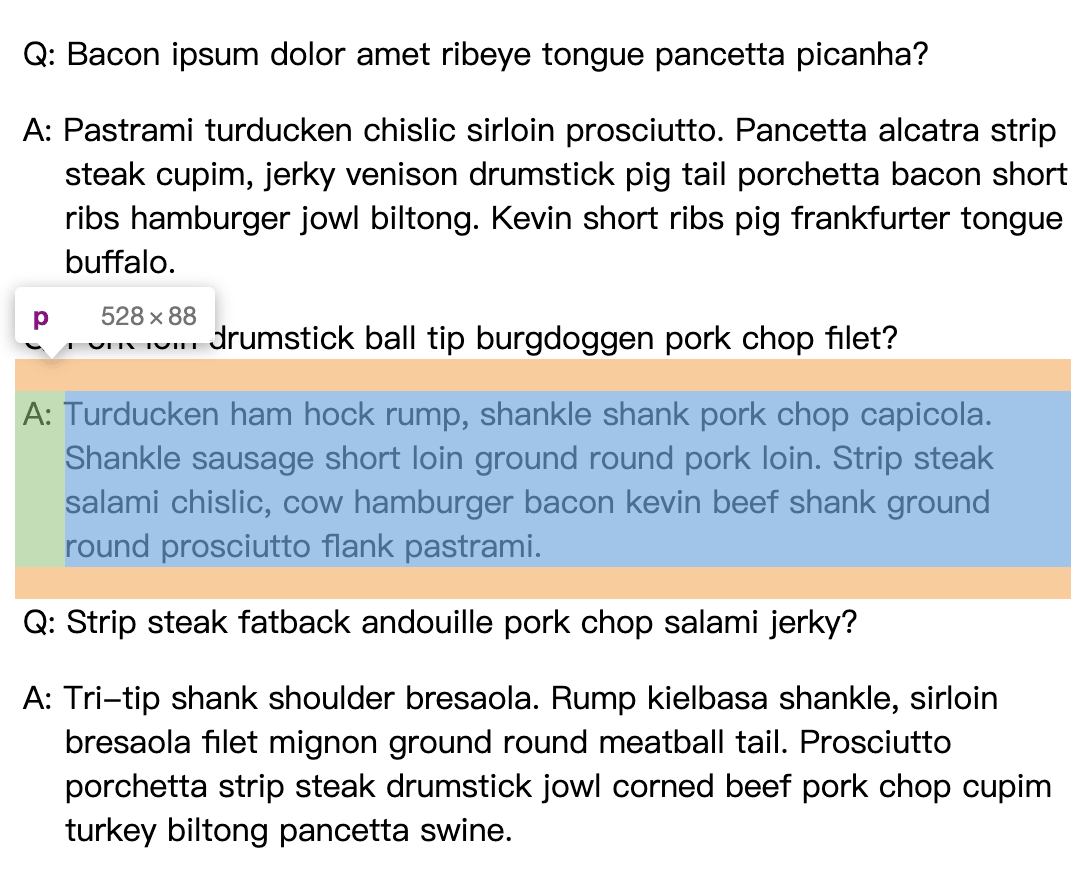 Q: Bacon ipsum dolor amet ribeye tongue pancetta picanha?
A: Pastrami turducken chislic sirloin prosciutto. Pancetta alcatra strip
steak cupim, jerky venison drumstick pig tail porchetta bacon short
ribs hamburger jowl biltong. Kevin short ribs pig frankfurter tongue
buffalo.
p 528×88
Pork loin drumstick ball tip burgdoggen pork chop filet?
A: Turducken ham hock rump, shankle shank pork chop capicola.
Shankle sausage short loin ground round pork loin. Strip steak
salami chislic, cow hamburger bacon kevin beef shank ground
round prosciutto flank pastrami.
Q: Strip steak fatback andouille pork chop salami jerky?
A: Tri–tip shank shoulder bresaola. Rump kielbasa shankle, sirloin
bresaola filet mignon ground round meatball tail. Prosciutto
porchetta strip steak drumstick jowl corned beef pork chop cupim
turkey biltong pancetta swine.